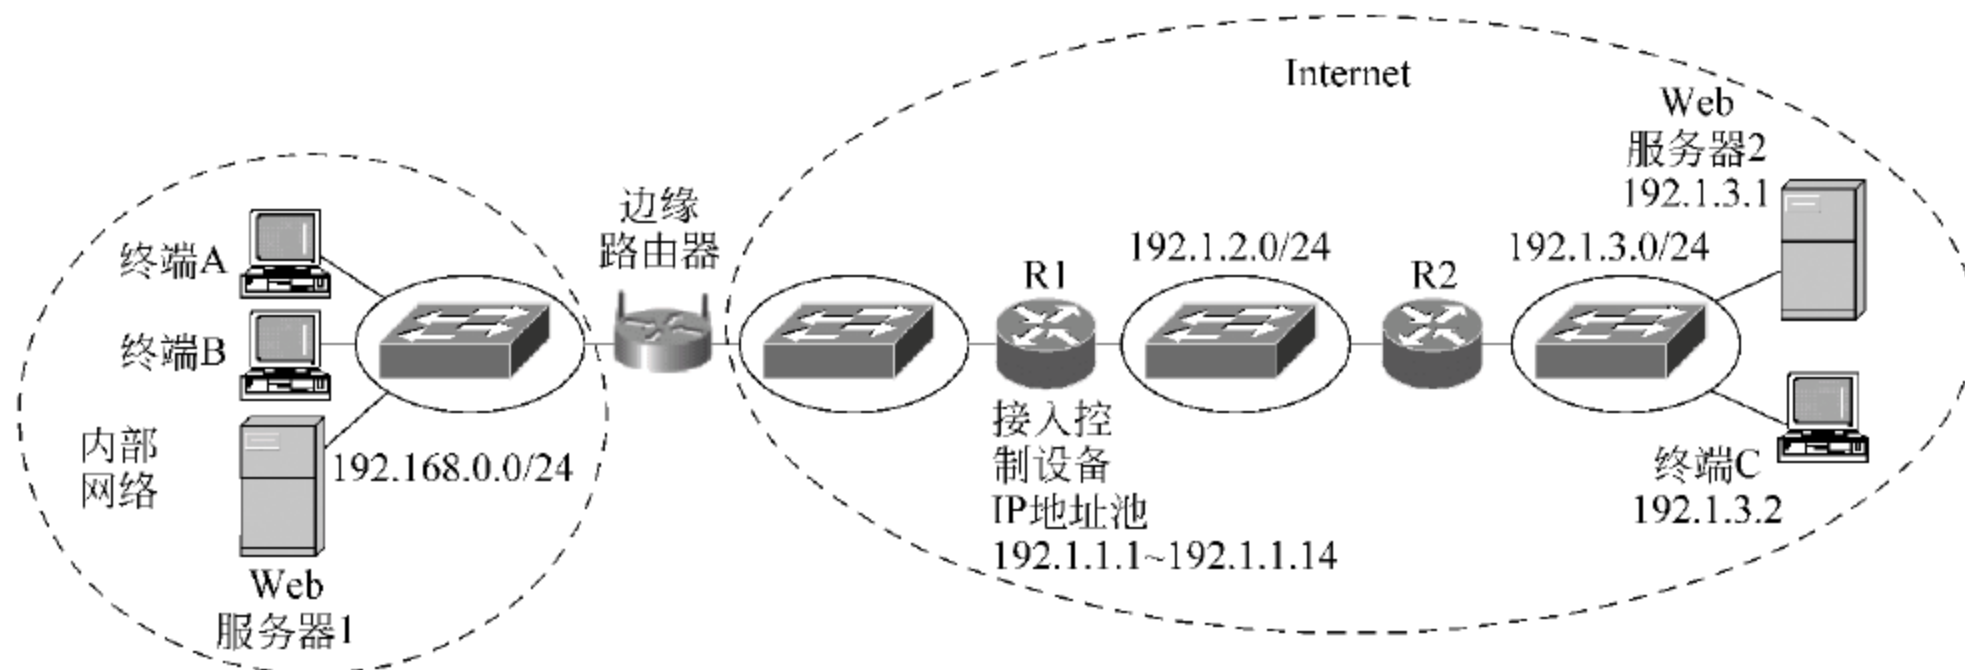 Internet
Web
服务器2
192.1.3.1
边缘
路由器
终端A
192.1.2.0/24
192.1.3.0/24
R1
R2
终端B
内部
网络
192.168.0.0/24
接入控
制设备
IP地址池
192.1.1.1~192.1.1.14
终端C
192.1.3.2
Web
服务器1